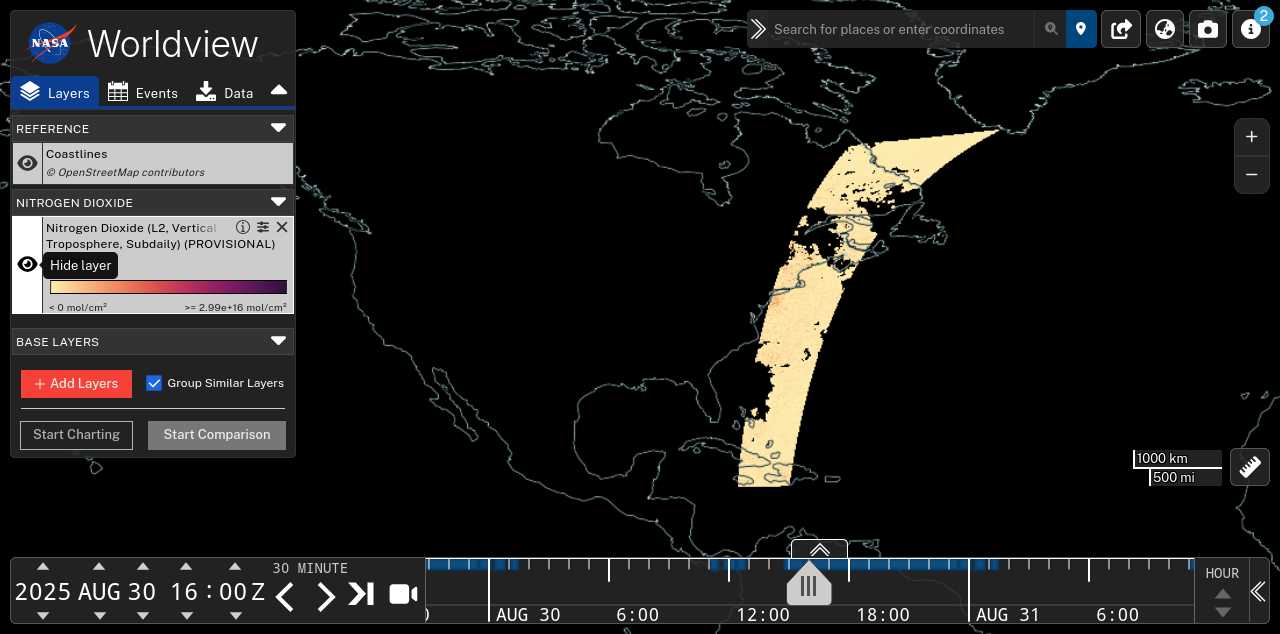 NASA
Worldview
Layers
Events
Data
REFERENCE
Coastlines
© OpenStreetMap contributors
NITROGEN DIOXIDE
Nitrogen Dioxide (L2, Vertical
Troposphere, Subdaily) (PROVISIONAL)
Hide layer
< 0 mol/cm²
>= 2.99e+16 mol/cm²
BASE LAYERS
+ Add Layers
Group Similar Layers
Start Charting
Start Comparison
Search for places or enter coordinates
2
+
−
1000 km
500 mi
2025 AUG 30 16 : 00 Z
30 MINUTE
AUG 30
6:00
12:00
18:00
AUG 31
6:00
HOUR